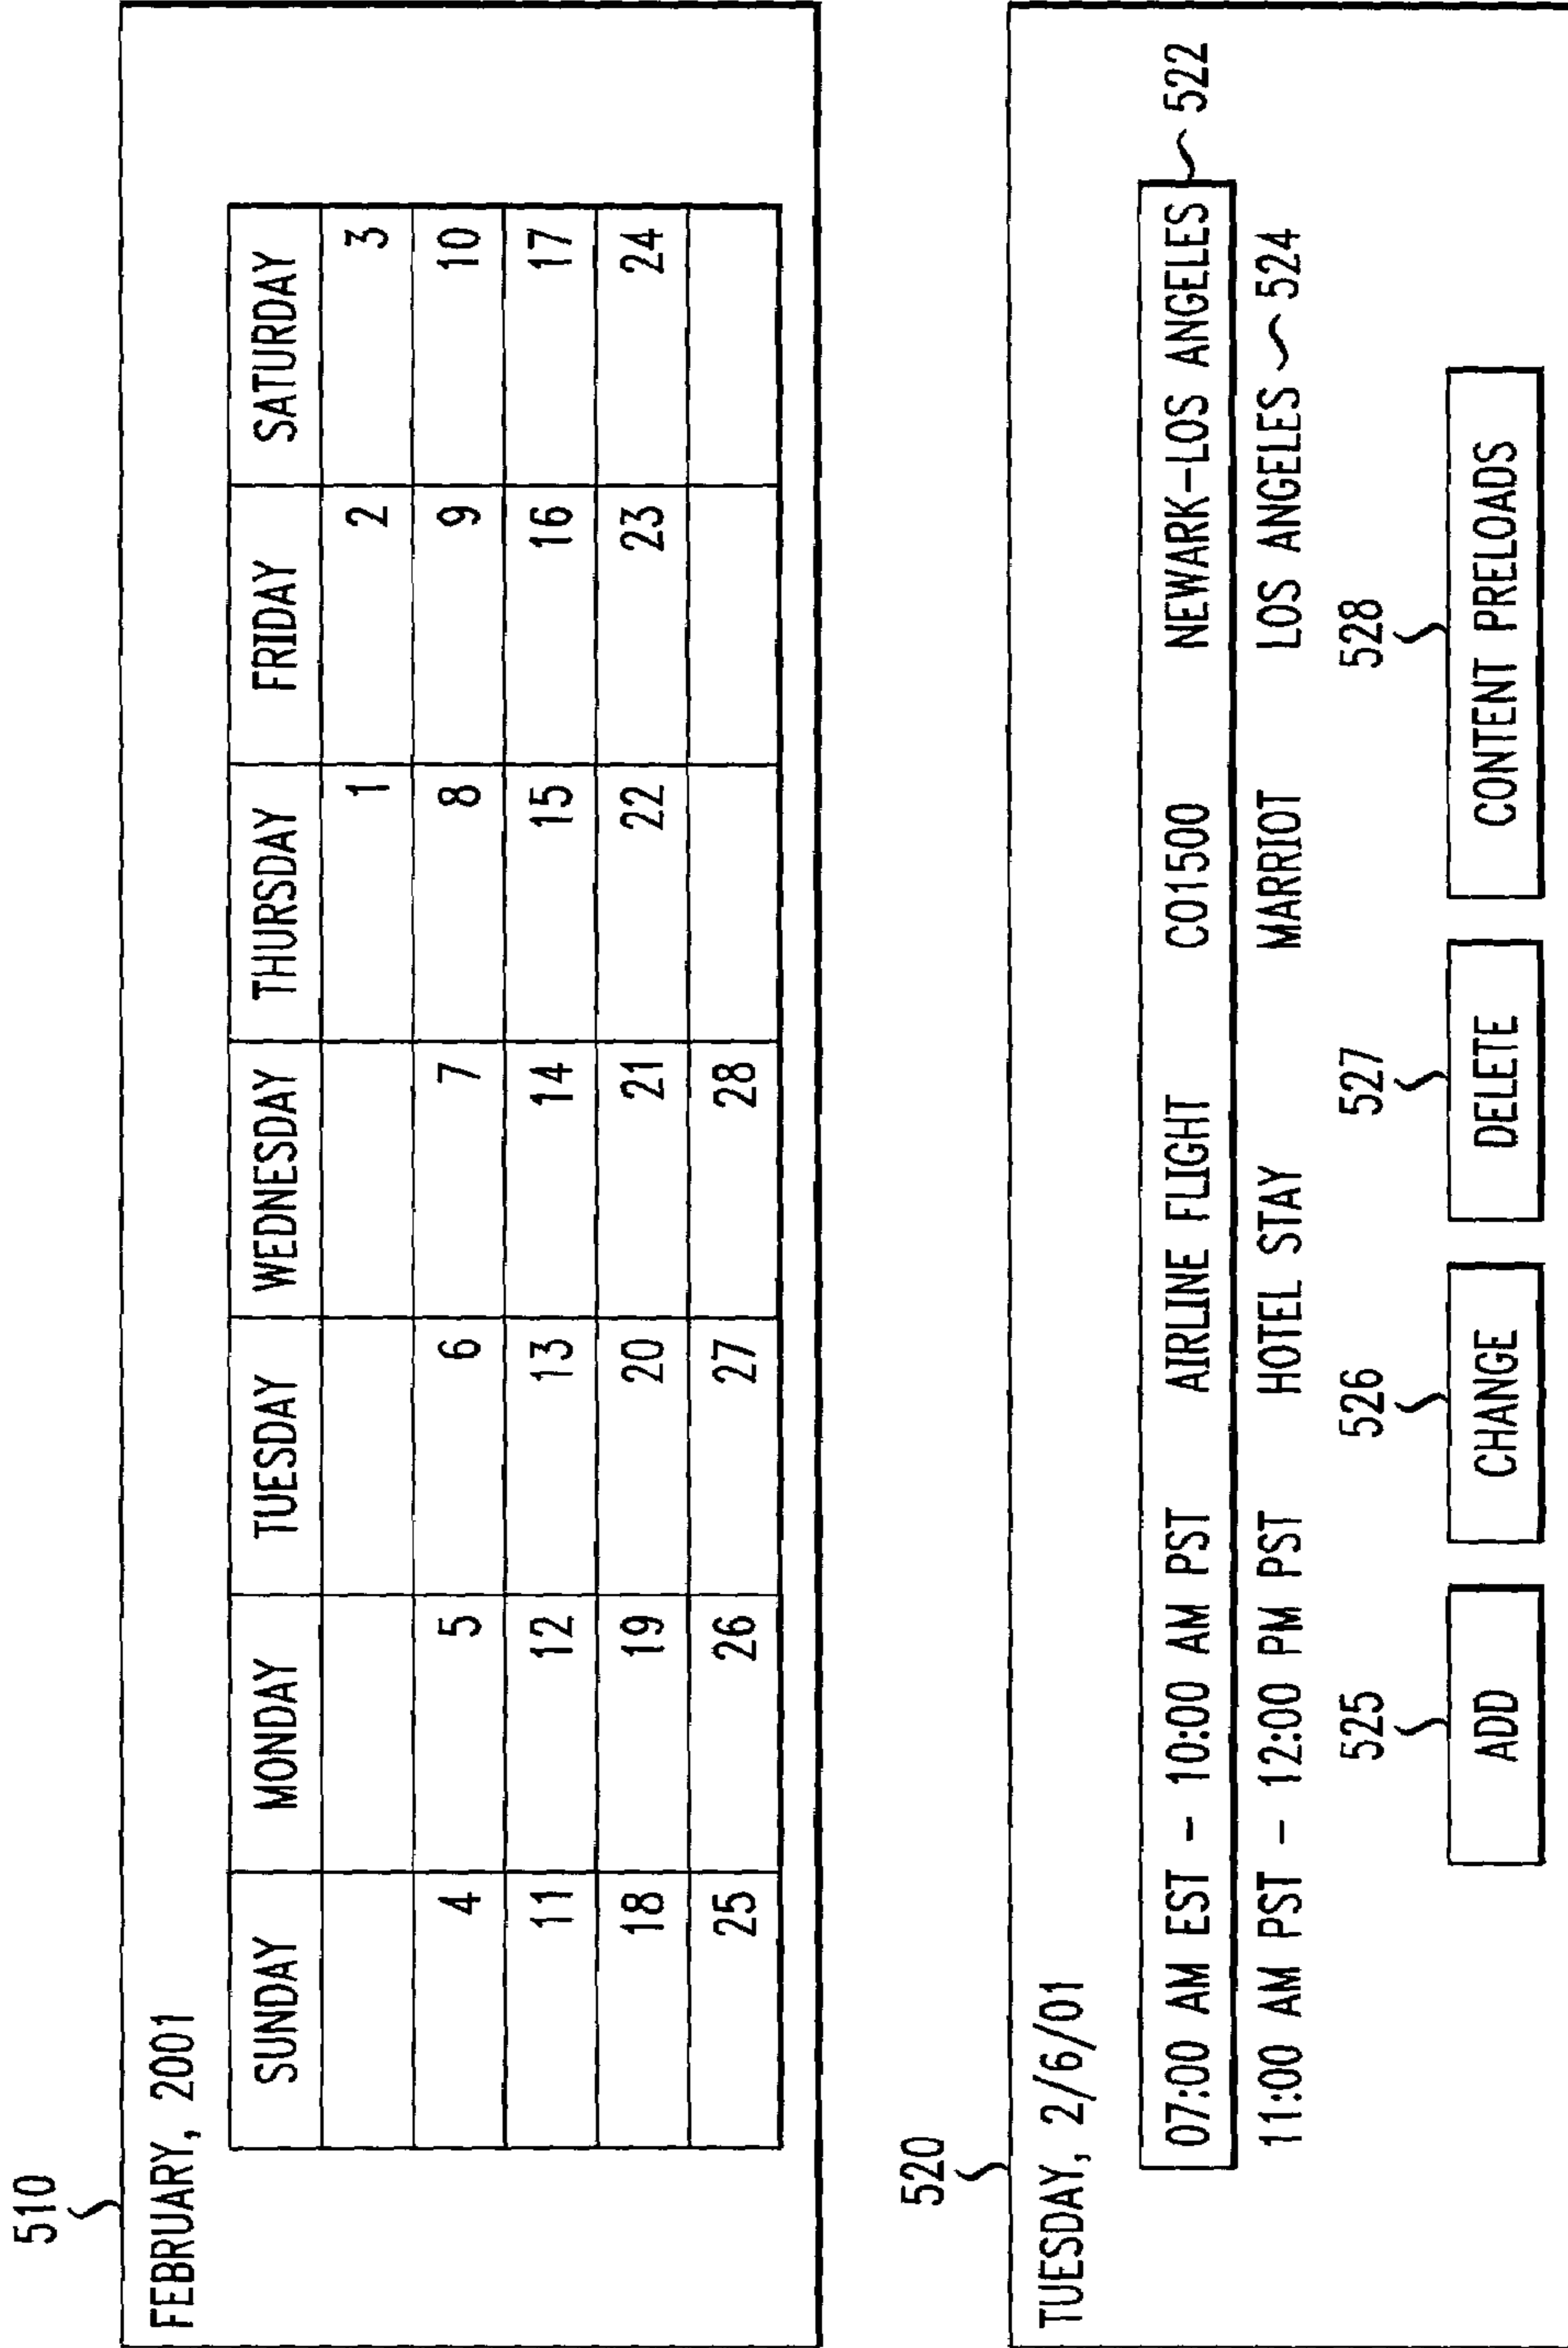 510
FEBRUARY, 2001
SUNDAY MONDAY TUESDAY WEDNESDAY THURSDAY FRIDAY SATURDAY
1 2 3
4 5 6 7 8 9 10
11 12 13 14 15 16 17
18 19 20 21 22 23 24
25 26 27 28
520
TUESDAY, 2/6/01
07:00 AM EST - 10:00 AM PST AIRLINE FLIGHT CO1500 NEWARK-LOS ANGELES 522
11:00 AM PST - 12:00 PM PST HOTEL STAY MARRIOT LOS ANGELES 524
525 526 527 528
ADD CHANGE DELETE CONTENT PRELOADS